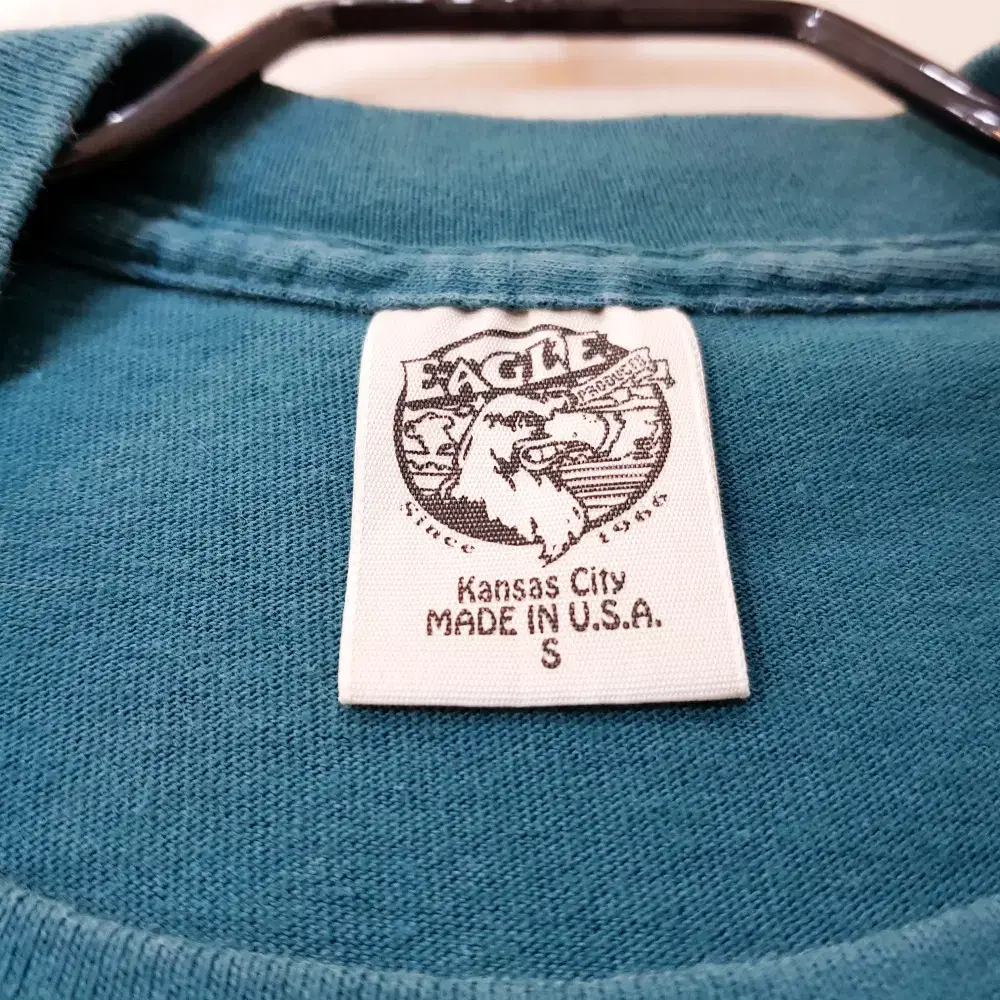 EAGLE
PRODUCTS
Since 1966
Kansas City
MADE IN U.S.A.
S